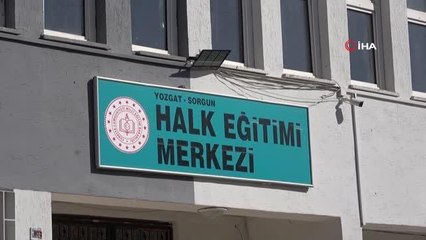 İHA
YOZGAT - SORGUN
HALK EĞİTİMİ
MERKEZİ